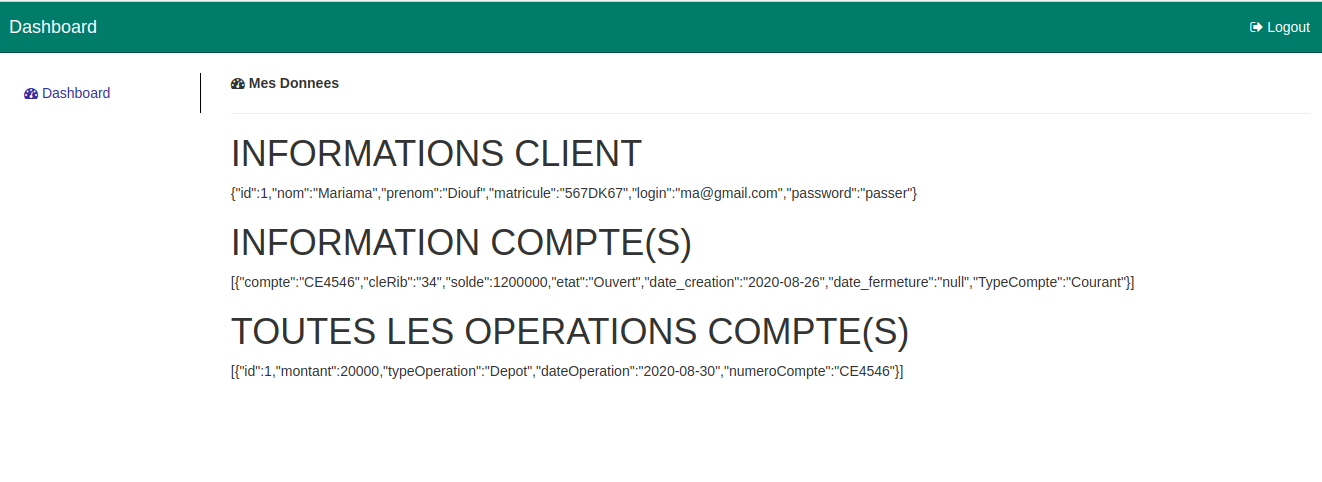 Dashboard
Logout
Dashboard
Mes Donnees
INFORMATIONS CLIENT
{"id":1,"nom":"Mariama","prenom":"Diouf","matricule":"567DK67","login":"ma@gmail.com","password":"passer"}
INFORMATION COMPTE(S)
[{"compte":"CE4546","cleRib":"34","solde":1200000,"etat":"Ouvert","date_creation":"2020-08-26","date_fermeture":"null","TypeCompte":"Courant"}]
TOUTES LES OPERATIONS COMPTE(S)
[{"id":1,"montant":20000,"typeOperation":"Depot","dateOperation":"2020-08-30","numeroCompte":"CE4546"}]